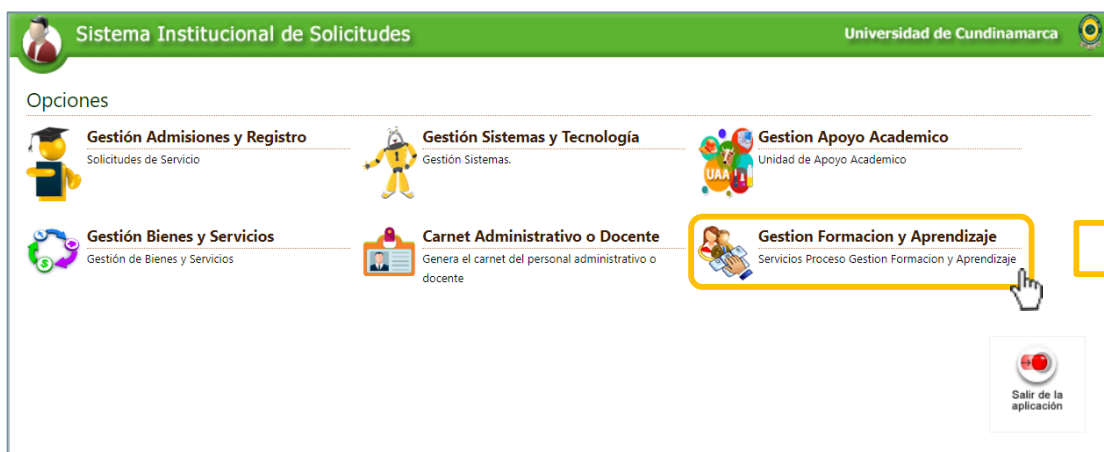 Sistema Institucional de Solicitudes
Universidad de Cundinamarca
Opciones
Gestión Admisiones y Registro
Solicitudes de Servicio
Gestión Sistemas y Tecnología
Gestión Sistemas.
1
Gestion Apoyo Academico
Unidad de Apoyo Academico
UAA
Gestión Bienes y Servicios
Gestión de Bienes y Servicios
$
Carnet Administrativo o Docente
Genera el carnet del personal administrativo o
docente
Gestion Formacion y Aprendizaje
Servicios Proceso Gestion Formacion y Aprendizaje
Salir de la
aplicación